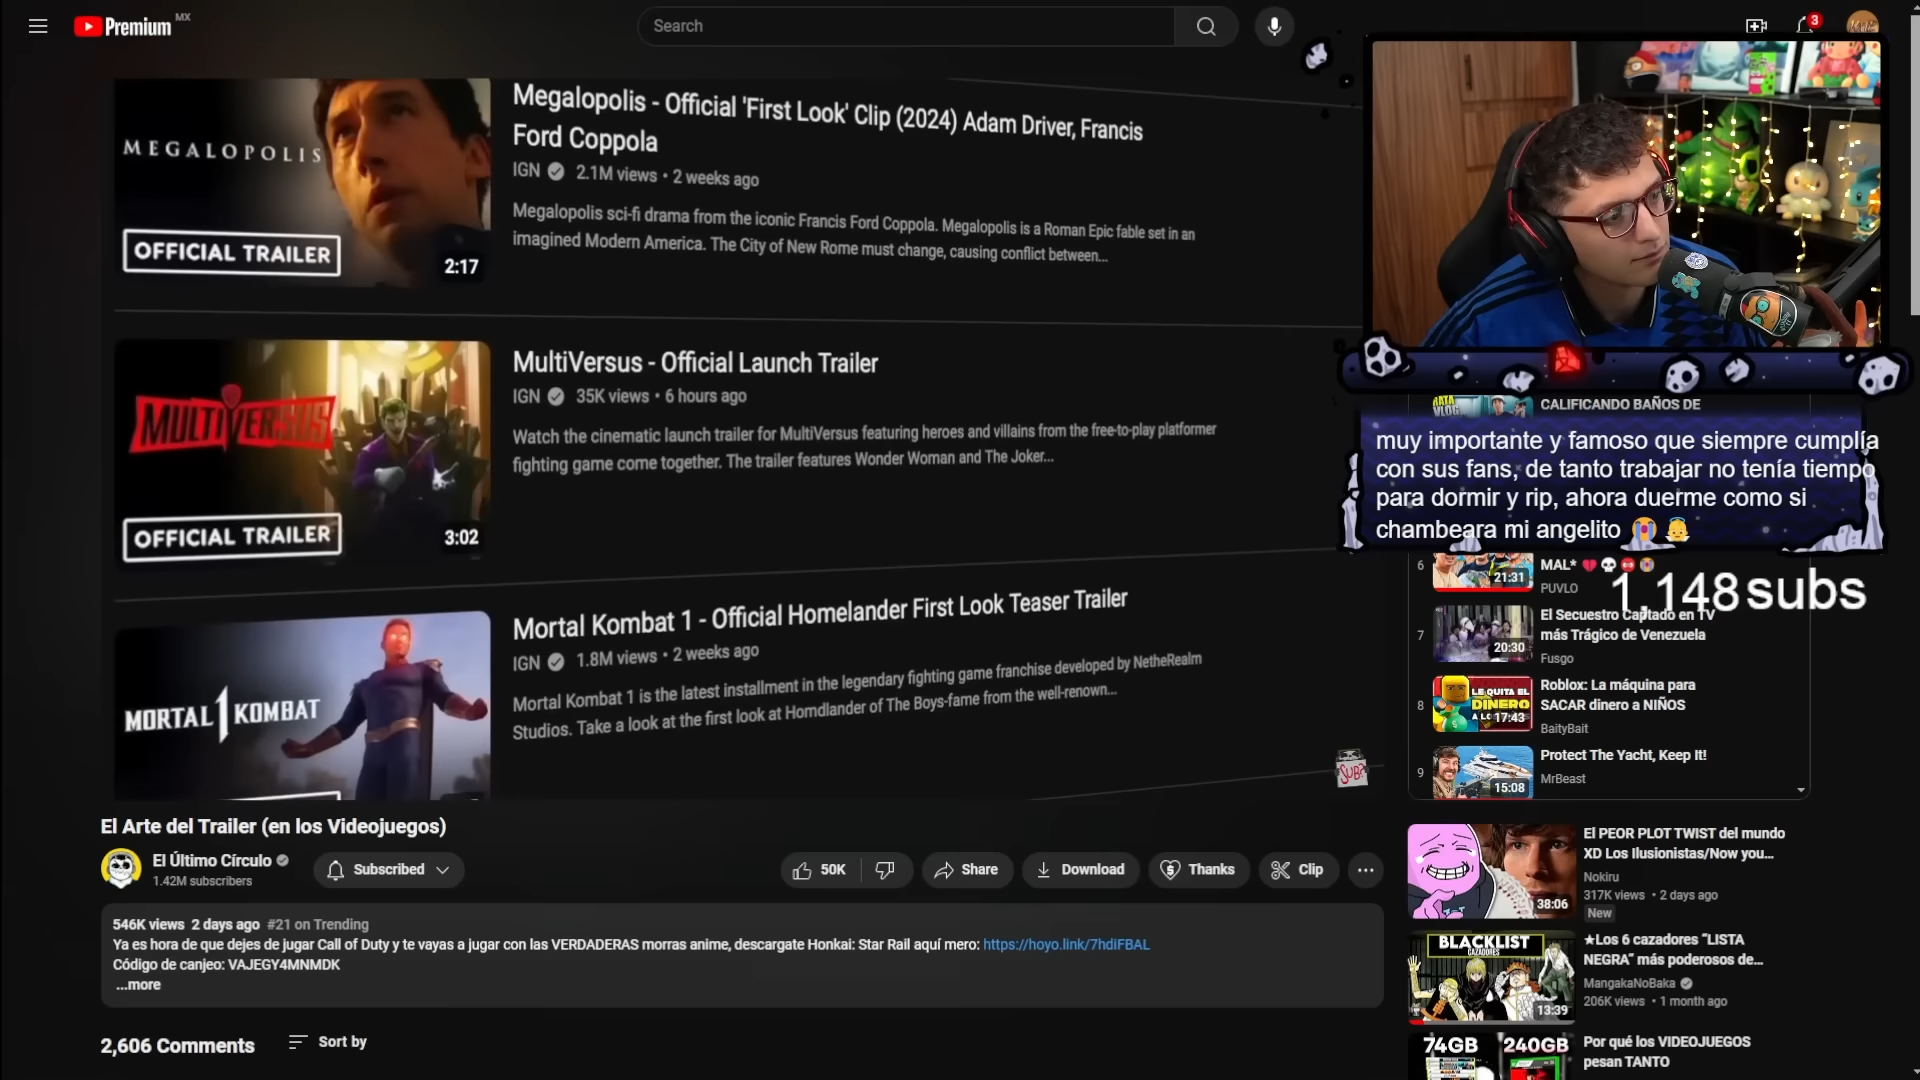 Premium MX
Search
3
MEGALOPOLIS
OFFICIAL TRAILER
2:17
Megalopolis - Official 'First Look' Clip (2024) Adam Driver, Francis
Ford Coppola
IGN 2.1M views • 2 weeks ago
Megalopolis sci-fi drama from the iconic Francis Ford Coppola. Megalopolis is a Roman Epic fable set in an
imagined Modern America. The City of New Rome must change, causing conflict between...
MULTIVERSUS
OFFICIAL TRAILER
3:02
MultiVersus - Official Launch Trailer
IGN 35K views • 6 hours ago
Watch the cinematic launch trailer for MultiVersus featuring heroes and villains from the free-to-play platformer
fighting game come together. The trailer features Wonder Woman and The Joker...
MORTAL KOMBAT 1
Mortal Kombat 1 - Official Homelander First Look Teaser Trailer
IGN 1.8M views • 2 weeks ago
Mortal Kombat 1 is the latest installment in the legendary fighting game franchise developed by NetheRealm
Studios. Take a look at the first look at Homdlander of The Boys-fame from the well-renown...
SUB?
El Arte del Trailer (en los Videojuegos)
El Último Círculo
1.42M subscribers
Subscribed
50K
Share
Download
Thanks
Clip
546K views 2 days ago #21 on Trending
Ya es hora de que dejes de jugar Call of Duty y te vayas a jugar con las VERDADERAS morras anime, descargate Honkai: Star Rail aquí mero: https://hoyo.link/7hdiFBAL
Código de canjeo: VAJEGY4MNMDK
...more
2,606 Comments
Sort by
VLOG
CALIFICANDO BAÑOS DE
muy importante y famoso que siempre cumplía
con sus fans, de tanto trabajar no tenía tiempo
para dormir y rip, ahora duerme como si
chambeara mi angelito 😭👼
1,148 subs
6
21:31
MAL* 💔💀
PUVLO
7
20:30
El Secuestro Captado en TV
más Trágico de Venezuela
Fusgo
8
LE QUITA EL
DINERO
17:43
Roblox: La máquina para
SACAR dinero a NIÑOS
BaityBait
9
15:08
Protect The Yacht, Keep It!
MrBeast
38:06
El PEOR PLOT TWIST del mundo
XD Los Ilusionistas/Now you...
Nokiru
317K views • 2 days ago
New
BLACKLIST
CAZADORES
13:39
★Los 6 cazadores “LISTA
NEGRA” más poderosos de...
MangakaNoBaka
206K views • 1 month ago
74GB
240GB
Por qué los VIDEOJUEGOS
pesan TANTO